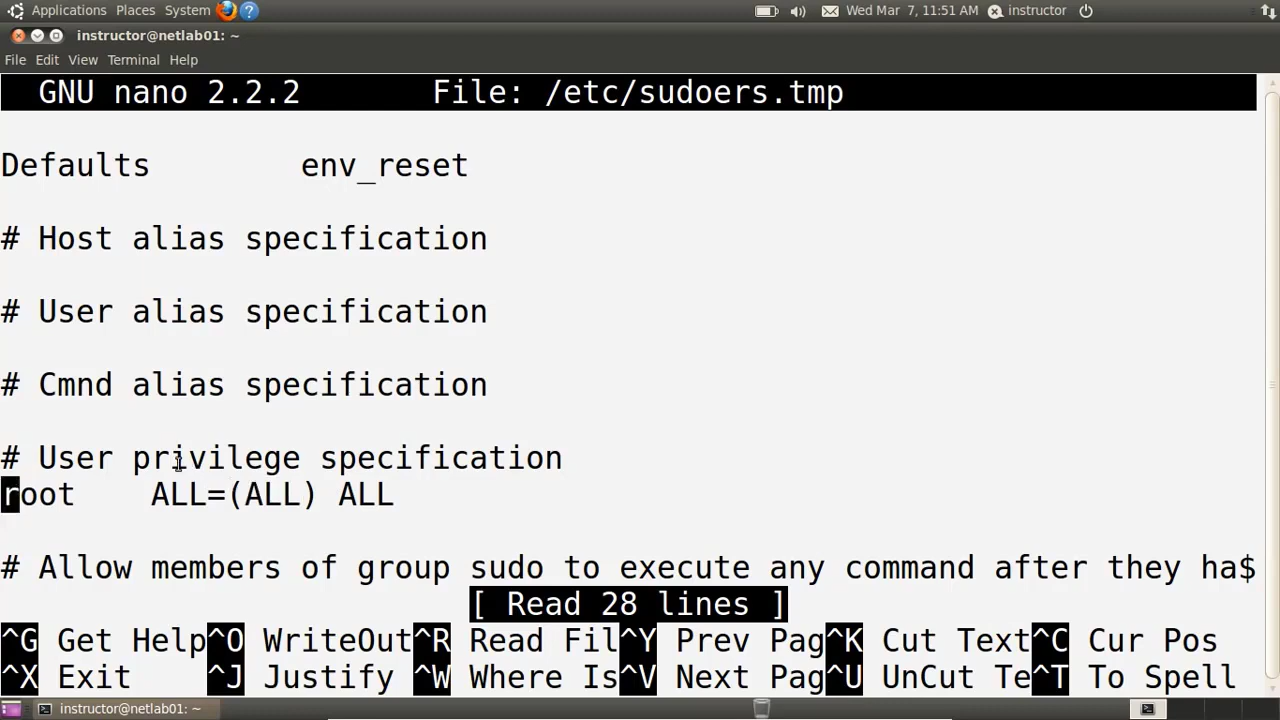 Applications Places System Wed Mar 7, 11:51 AM instructor
instructor@netlab01: ~
File Edit View Terminal Help
GNU nano 2.2.2 File: /etc/sudoers.tmp
Defaults env_reset
# Host alias specification
# User alias specification
# Cmnd alias specification
# User privilege specification
root ALL=(ALL) ALL
# Allow members of group sudo to execute any command after they ha$
[ Read 28 lines ]
^G Get Help ^O WriteOut ^R Read Fil ^Y Prev Pag ^K Cut Text ^C Cur Pos
^X Exit ^J Justify ^W Where Is ^V Next Pag ^U UnCut Te ^T To Spell
instructor@netlab01: ~